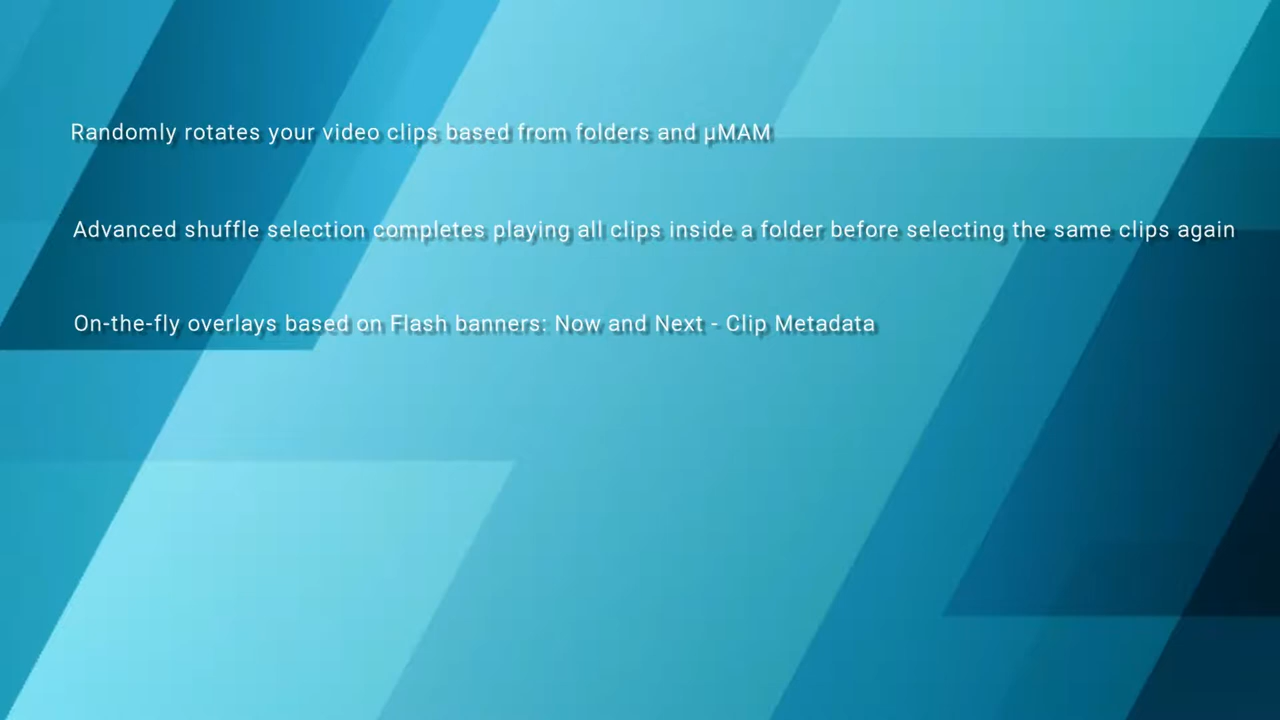 Randomly rotates your video clips based from folders and µMAM
Advanced shuffle selection completes playing all clips inside a folder before selecting the same clips again
On-the-fly overlays based on Flash banners: Now and Next - Clip Metadata